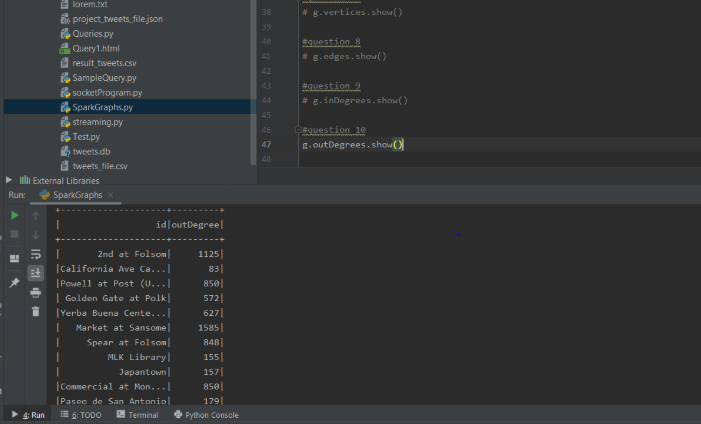 lorem.txt
project_tweets_file.json
Queries.py
Query1.html
result_tweets.csv
SampleQuery.py
socketProgram.py
SparkGraphs.py
streaming.py
Test.py
tweets.db
tweets_file.csv
External Libraries
38 # g.vertices.show()
39
40 #question 8
41 # g.edges.show()
42
43 #question 9
44 # g.inDegrees.show()
45
46 #question 10
47 g.outDegrees.show()
48
Run: SparkGraphs
+-------------------+---------+
| id|outDegree|
+-------------------+---------+
| 2nd at Folsom| 1125|
|California Ave Ca...| 83|
|Powell at Post (U...| 850|
| Golden Gate at Polk| 572|
|Yerba Buena Cente...| 627|
| Market at Sansome| 1585|
| Spear at Folsom| 848|
| MLK Library| 155|
| Japantown| 157|
|Commercial at Mon...| 850|
|Paseo de San Antonio| 179|
4: Run 6: TODO Terminal Python Console